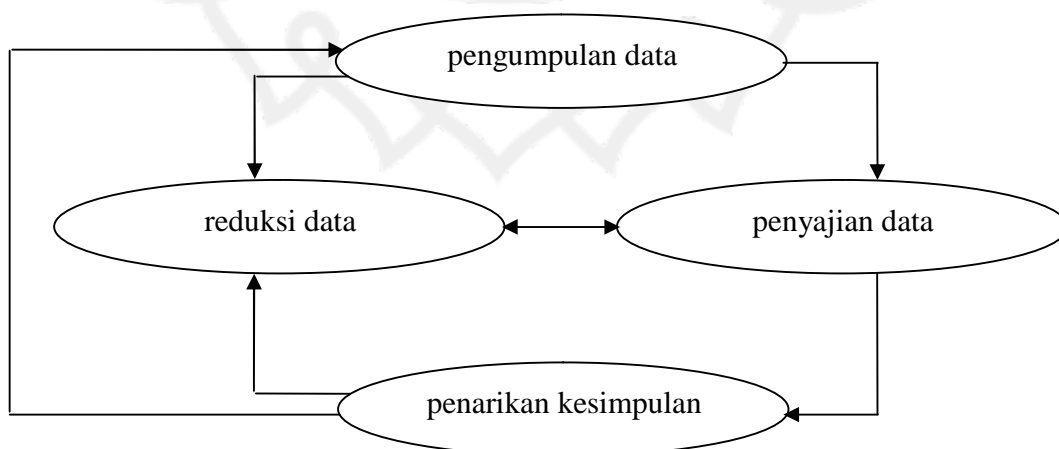 pengumpulan data
reduksi data
penyajian data
penarikan kesimpulan